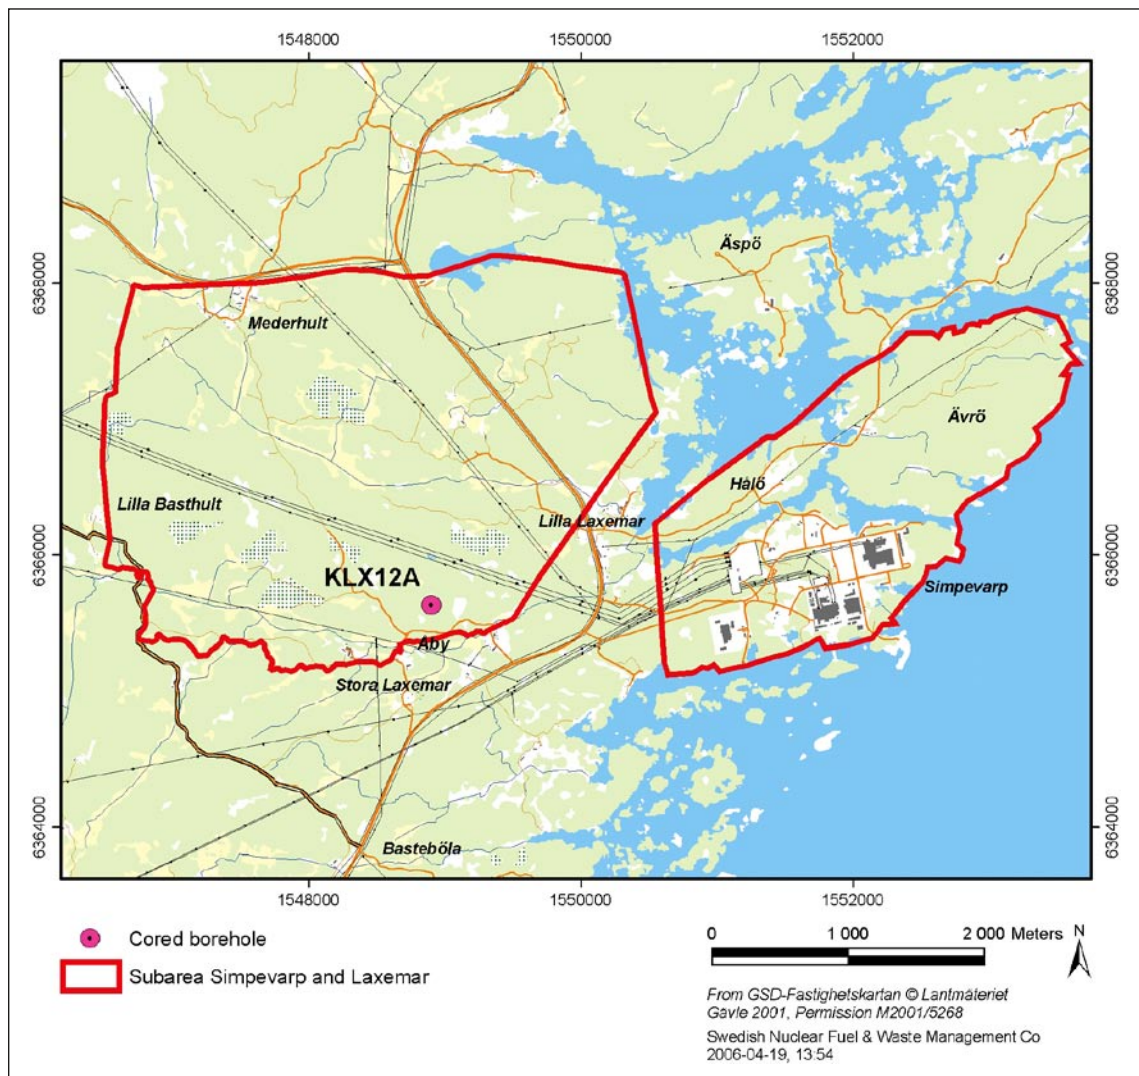 1548000 1550000 1552000
6368000 6368000
Äspö
Mederhult
Ävrö
Hålö
Lilla Basthult
Lilla Laxemar
6366000 6366000
KLX12A
Simpevarp
Åby
Stora Laxemar
6364000 6364000
Basteböla
1548000 1550000 1552000
Cored borehole
Subarea Simpevarp and Laxemar
0 1 000 2 000 Meters
N
From GSD-Fastighetskartan © Lantmäteriet
Gävle 2001, Permission M2001/5268
Swedish Nuclear Fuel & Waste Management Co
2006-04-19, 13:54